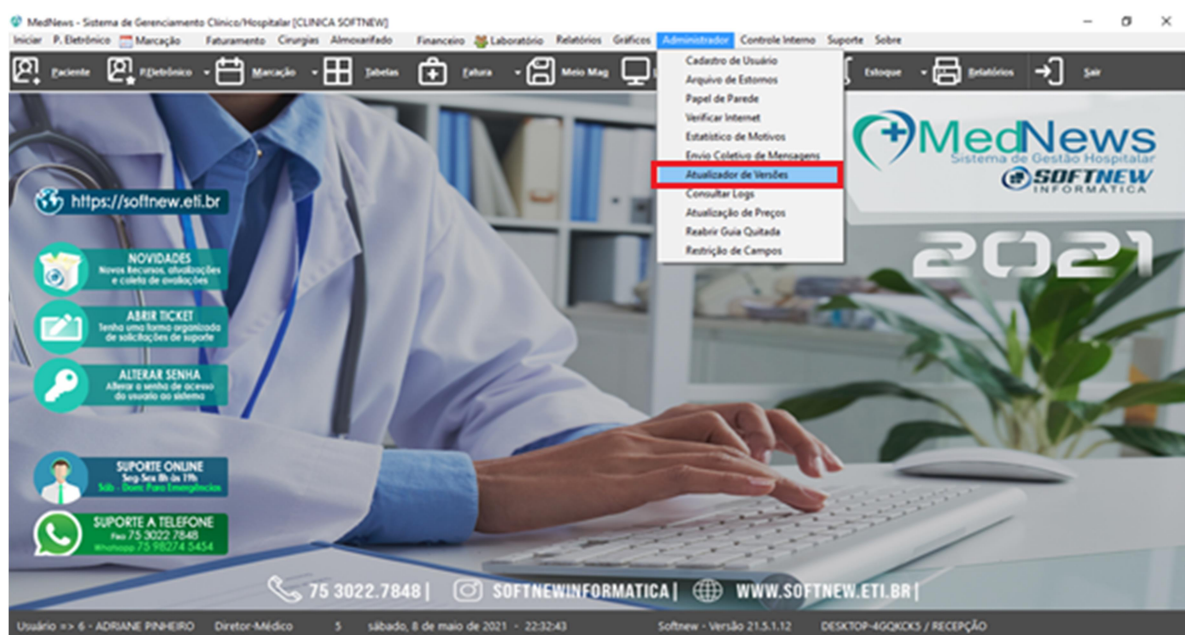 MedNews - Sistema de Gerenciamento Clínico/Hospitalar [CLINICA SOFTNEW]
Iniciar P. Eletrônico Marcação Faturamento Cirurgias Almoxarifado Financeiro Laboratório Relatórios Gráficos Administrador Controle Interno Suporte Sobre
Paciente P.Eletrônico Marcação Tabelas Fatura Meio Mag Estoque Relatórios Sair
Cadastro de Usuário
Arquivo de Estornos
Papel de Parede
Verificar Internet
Estatístico de Motivos
Envio Coletivo de Mensagens
Atualizador de Versões
Consultar Logs
Atualização de Preços
Reabrir Guia Quitada
Restrição de Campos
MedNews
Sistema de Gestão Hospitalar
SOFTNEW
INFORMÁTICA
2021
https://softnew.eti.br
NOVIDADES
Novos Recursos, atualizações
e coleta de avaliações
ABRIR TICKET
Tenha uma forma organizada
de solicitações de suporte
ALTERAR SENHA
Alterar a senha de acesso
do usuario ao sistema
SUPORTE ONLINE
Seg-Sex 8h às 19h
Sáb - Dom: Para Emergências
SUPORTE A TELEFONE
Fixo 75 3022 7848
Whatsapp 75 98274 5454
75 3022.7848| SOFTNEWINFORMATICA| WWW.SOFTNEW.ETI.BR|
Usuário => 6 - ADRIANE PINHEIRO Diretor-Médico 5 sábado, 8 de maio de 2021 - 22:32:43 Softnew - Versão 21.5.1.12 DESKTOP-4GQKCK5 / RECEPÇÃO